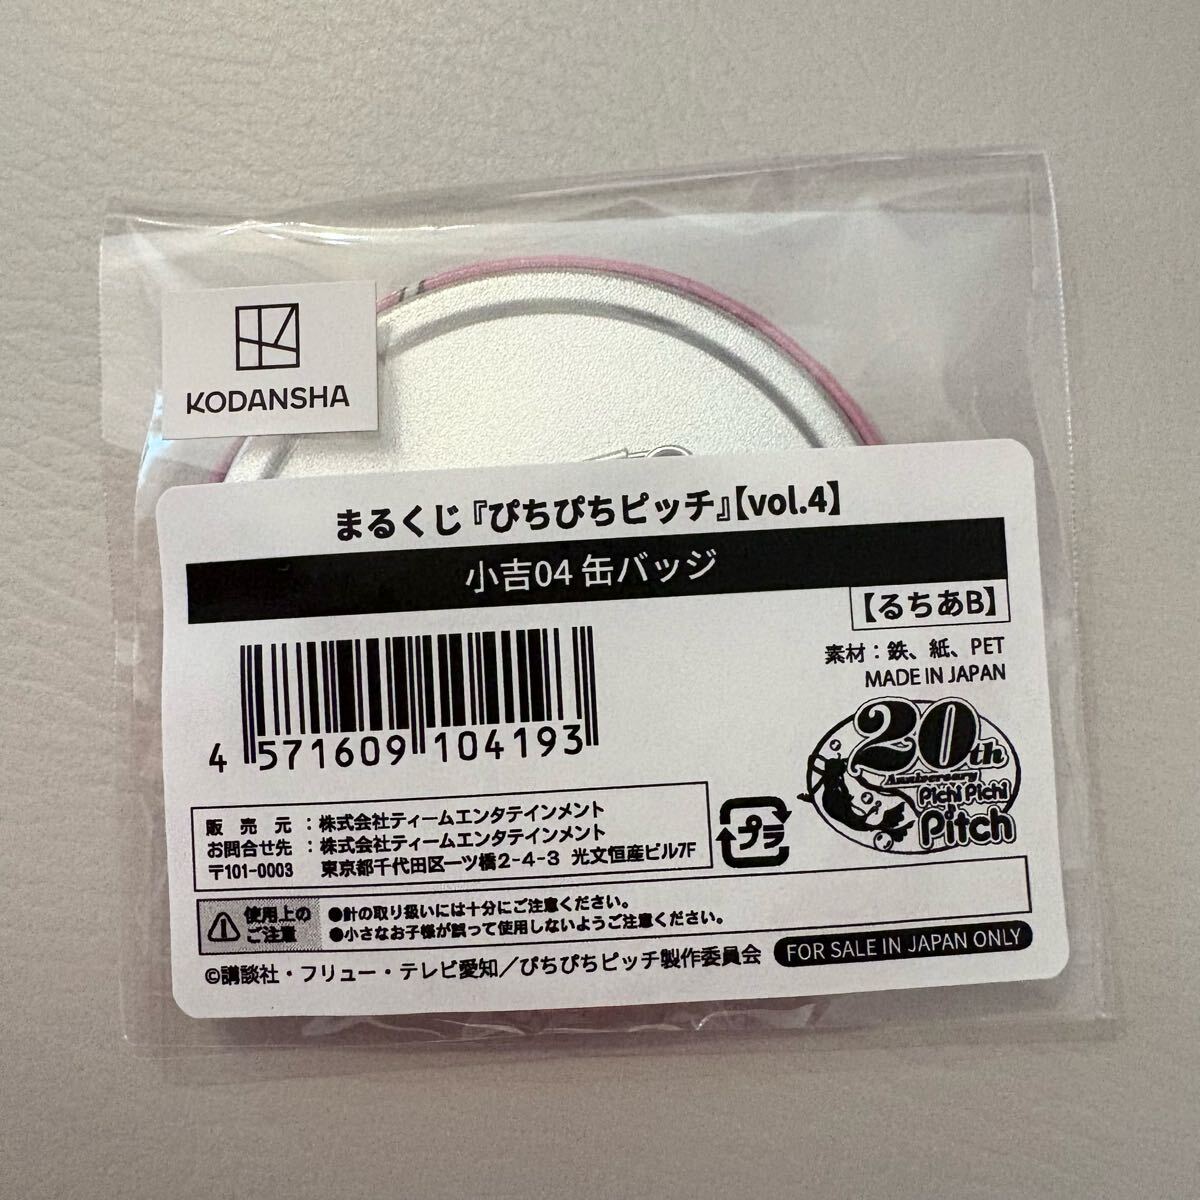 KODANSHA
まるくじ『ぴちぴちピッチ』【vol.4】
小吉04 缶バッジ
【るちあB】
素材：鉄、紙、PET
MADE IN JAPAN
4 571609 104193
20th
Anniversary
Pichi Pichi
Pitch
プラ
販売元：株式会社ティームエンタテインメント
お問合せ先：株式会社ティームエンタテインメント
〒101-0003 東京都千代田区一ツ橋2-4-3 光文恒産ビル7F
使用上の
ご注意
●針の取り扱いには十分にご注意ください。
●小さなお子様が誤って使用しないようご注意ください。
©講談社・フリュー・テレビ愛知／ぴちぴちピッチ製作委員会
FOR SALE IN JAPAN ONLY